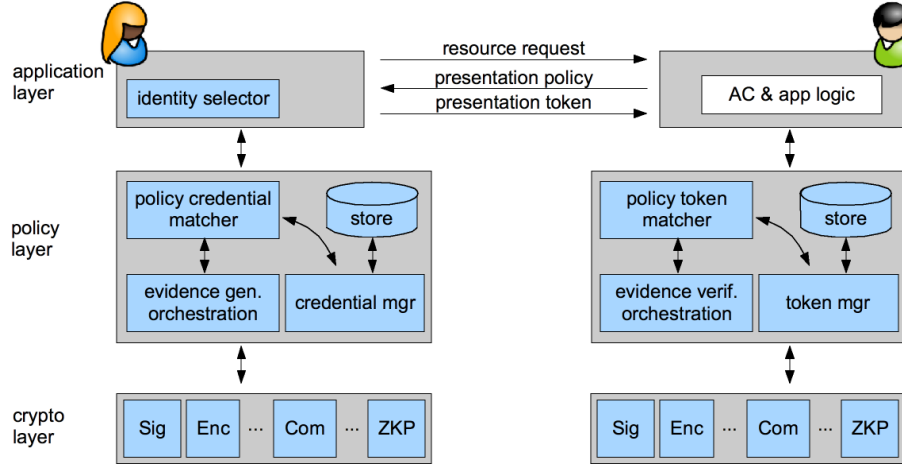 resource request
presentation policy
presentation token
application
layer
identity selector
AC & app logic
policy
layer
policy credential
matcher
store
evidence gen.
orchestration
credential mgr
policy token
matcher
store
evidence verif.
orchestration
token mgr
crypto
layer
Sig Enc ... Com ... ZKP
Sig Enc ... Com ... ZKP